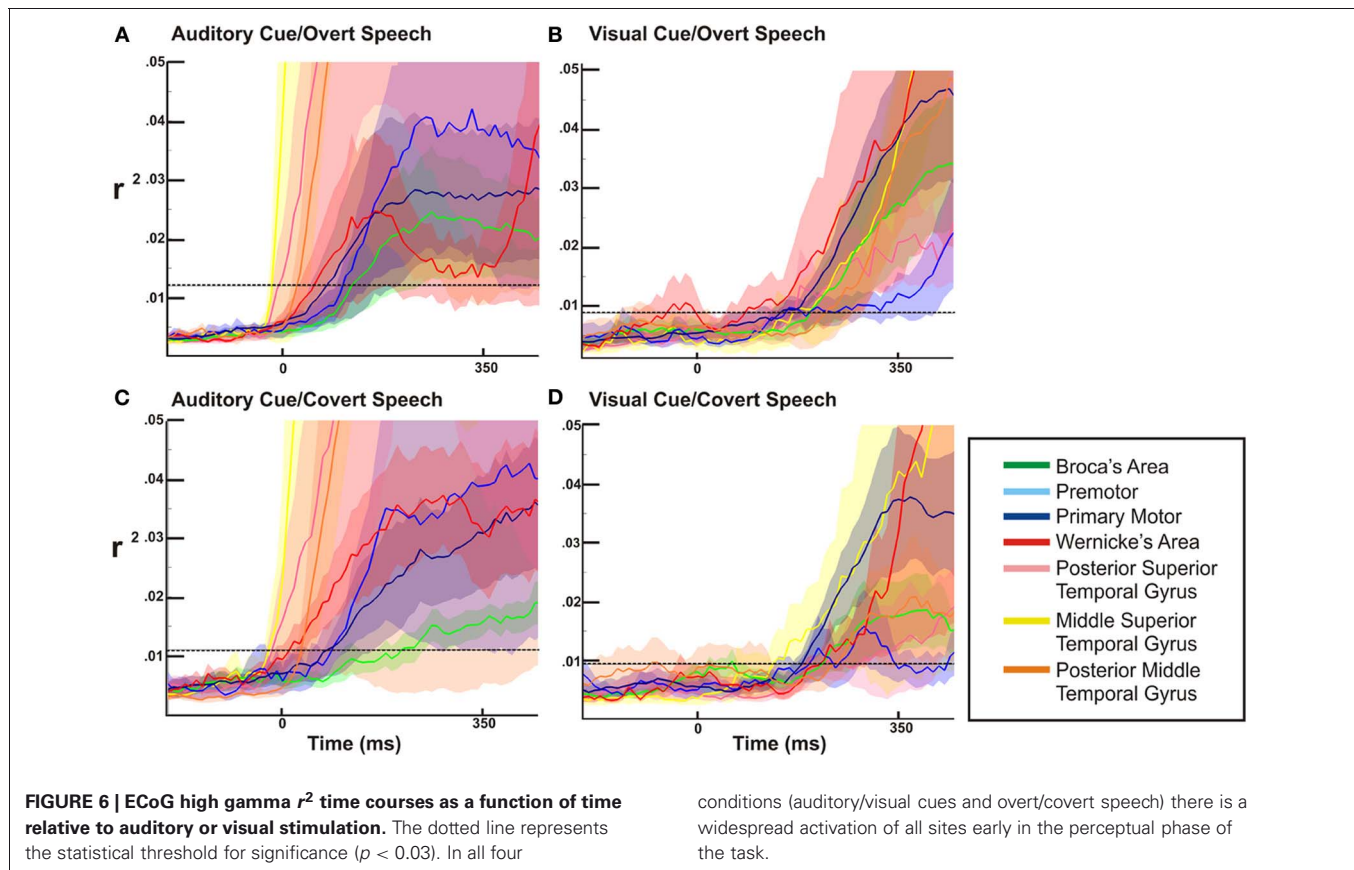 A Auditory Cue/Overt Speech
.05
.04
r 2 .03
.02
.01
0 350
B Visual Cue/Overt Speech
.05
.04
.03
.02
.01
0 350
C Auditory Cue/Covert Speech
.05
.04
r 2 .03
.02
.01
0 350
Time (ms)
D Visual Cue/Covert Speech
.05
.04
.03
.02
.01
0 350
Time (ms)
Broca's Area
Premotor
Primary Motor
Wernicke's Area
Posterior Superior
Temporal Gyrus
Middle Superior
Temporal Gyrus
Posterior Middle
Temporal Gyrus
FIGURE 6 | ECoG high gamma r² time courses as a function of time
relative to auditory or visual stimulation. The dotted line represents
the statistical threshold for significance (p < 0.03). In all four
conditions (auditory/visual cues and overt/covert speech) there is a
widespread activation of all sites early in the perceptual phase of
the task.